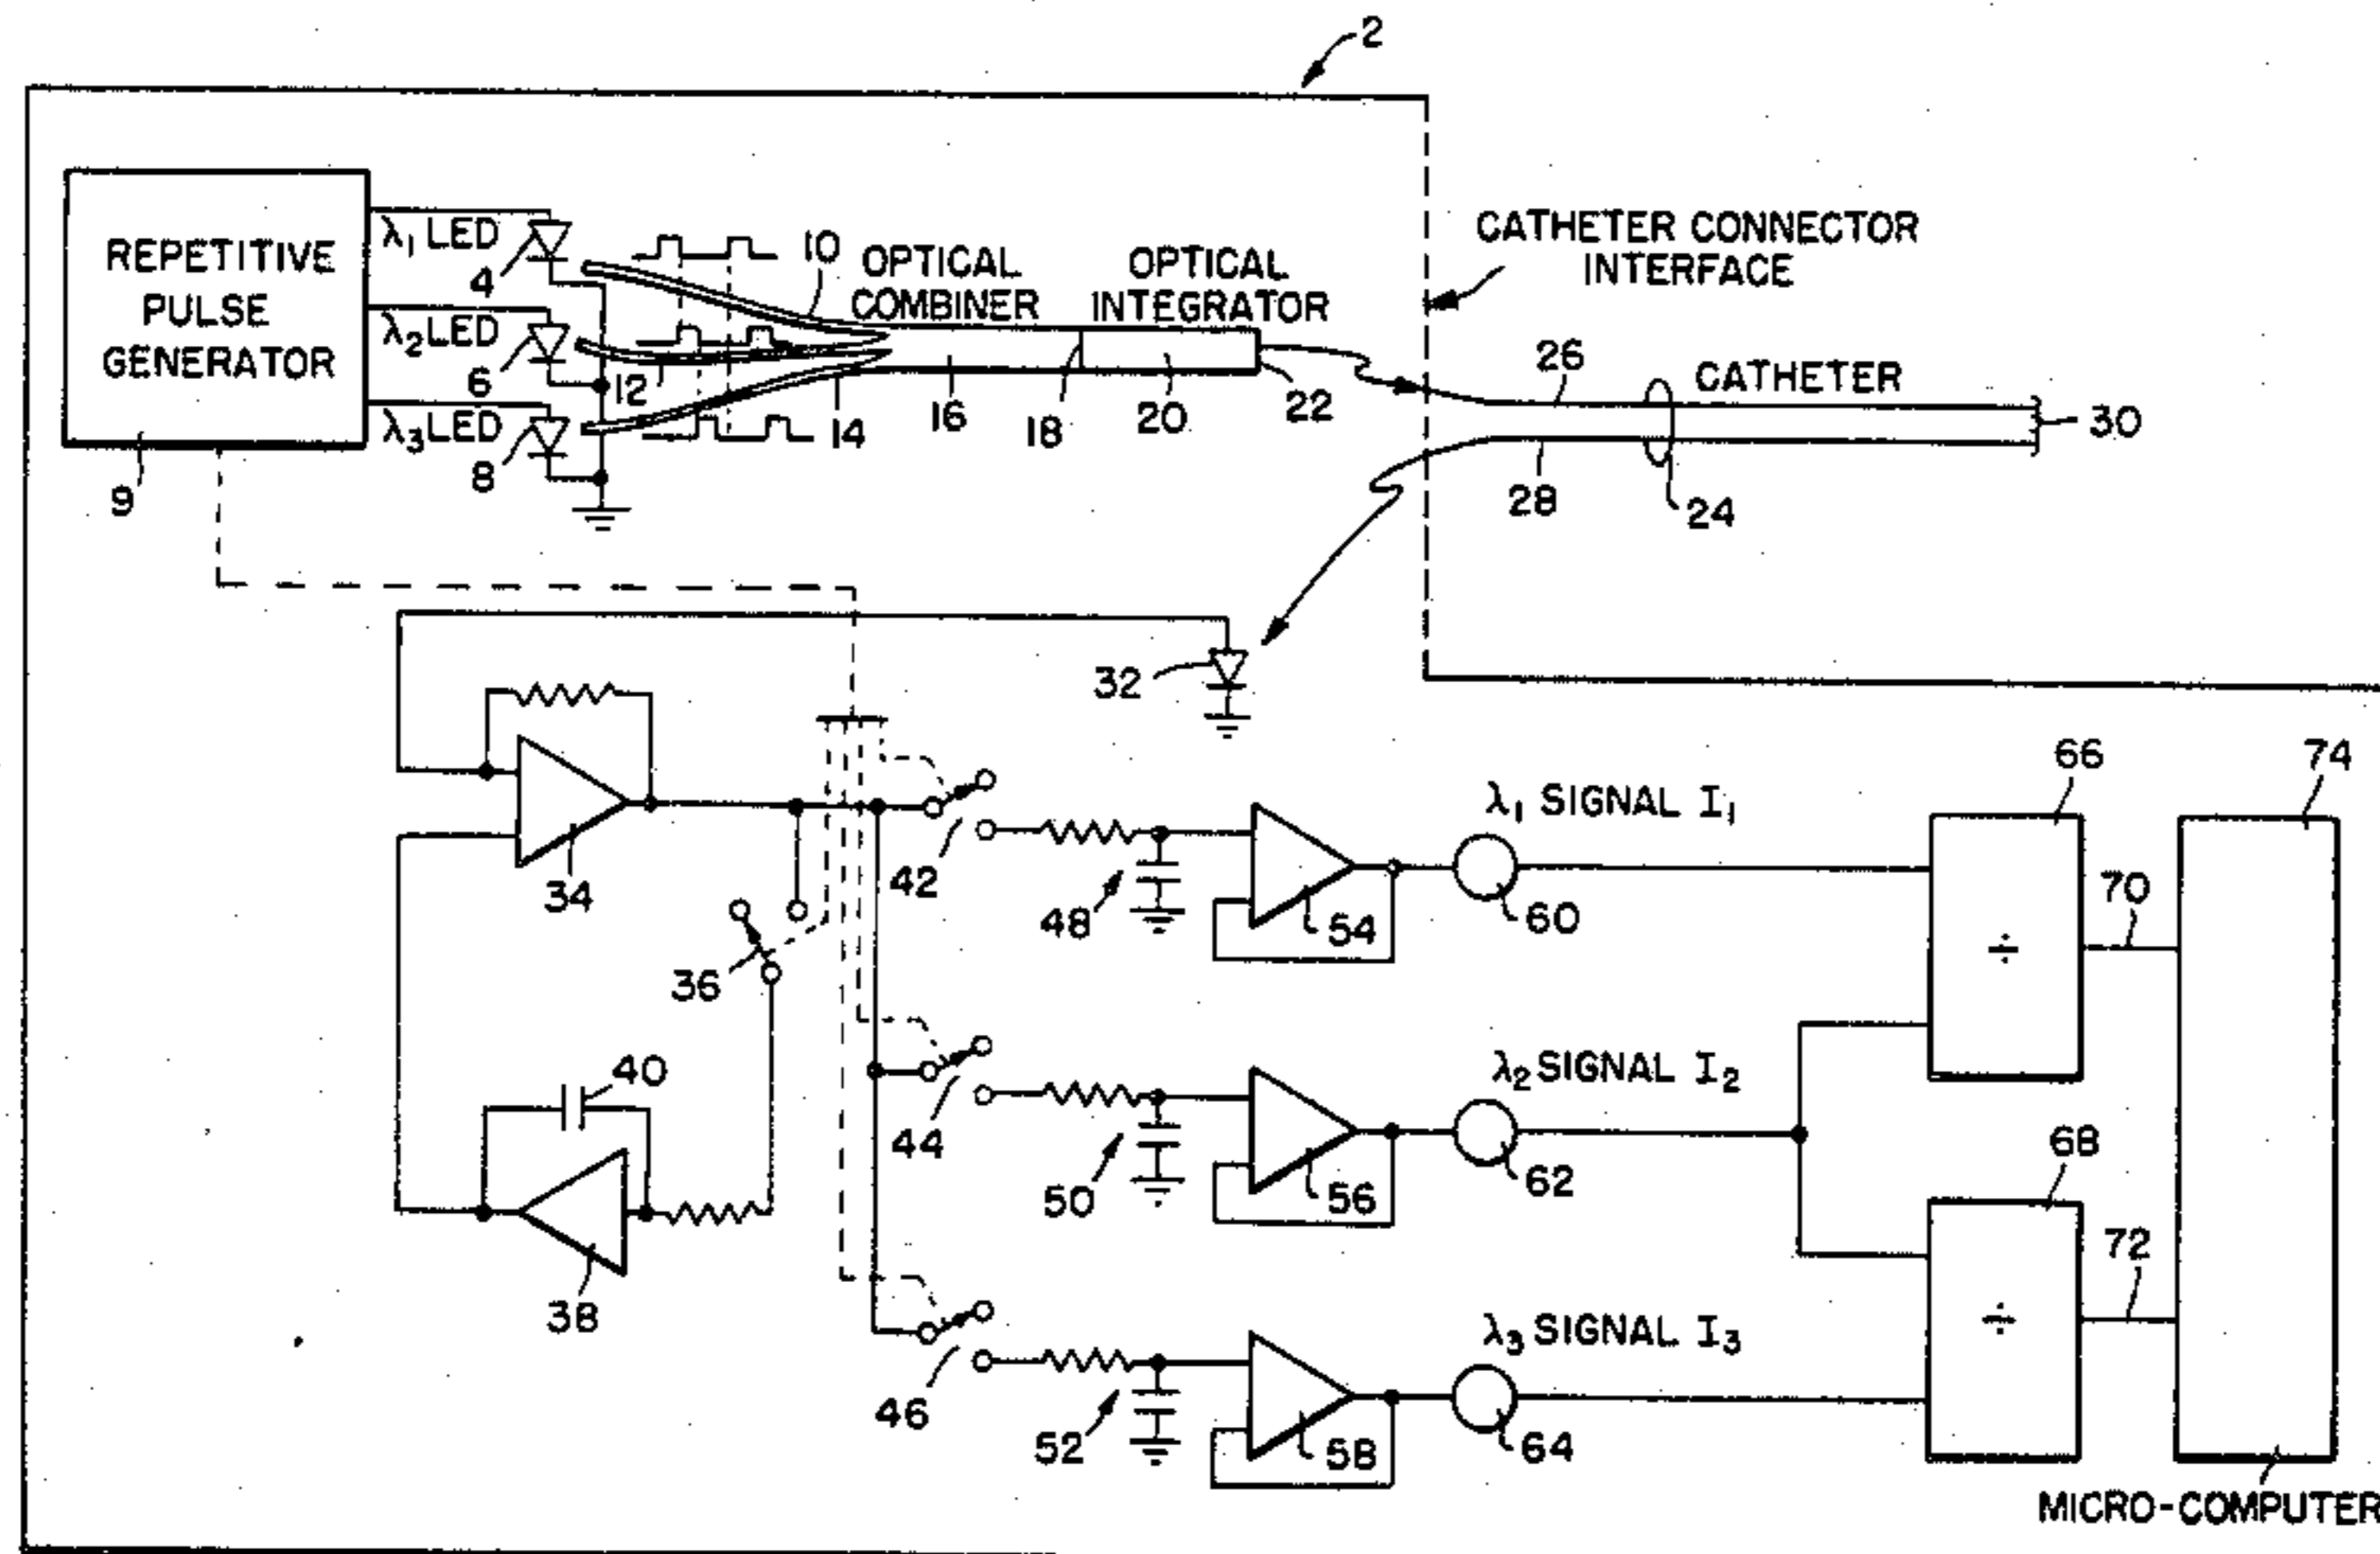 2
REPETITIVE
PULSE
GENERATOR
9
λ1 LED
4
λ2 LED
6
λ3 LED
8
10
12
14
OPTICAL
COMBINER
16
18
OPTICAL
INTEGRATOR
20
22
CATHETER CONNECTOR
INTERFACE
26
CATHETER
30
28
24
32
34
36
40
38
42
48
54
λ1 SIGNAL I1
60
66
÷
70
74
44
50
56
λ2 SIGNAL I2
62
68
÷
72
46
52
58
λ3 SIGNAL I3
64
MICRO-COMPUTER